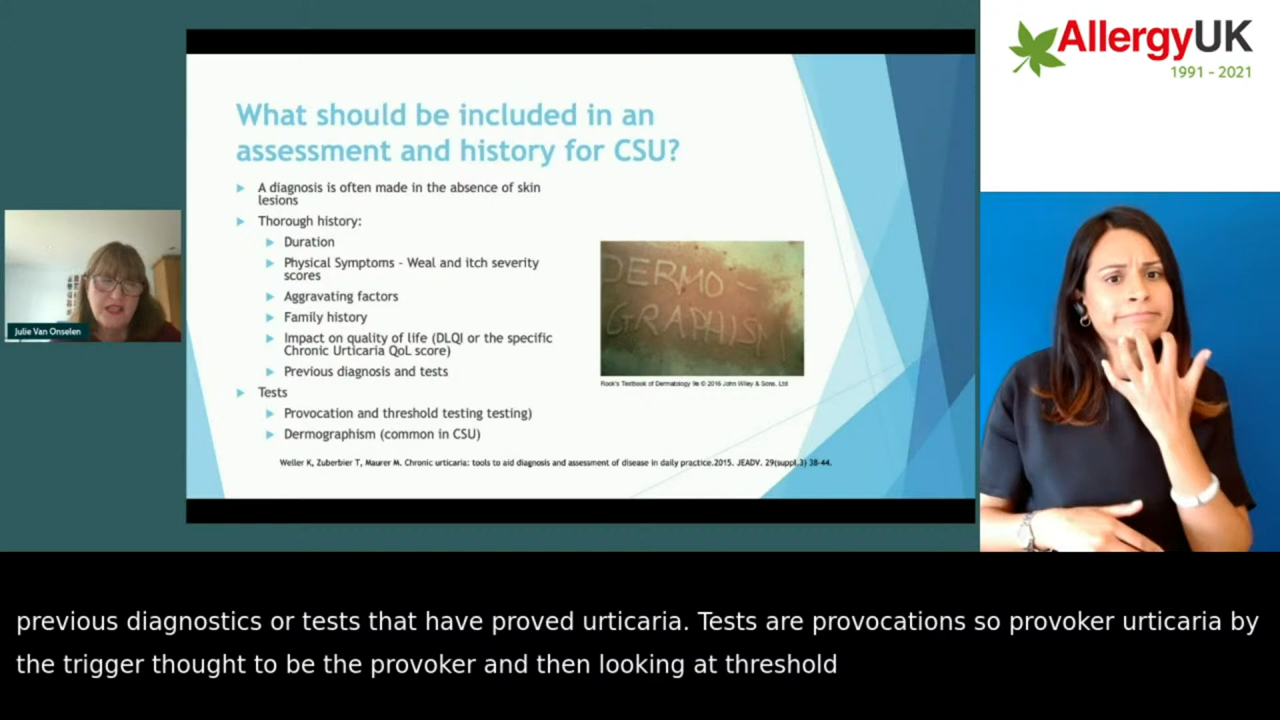 AllergyUK
1991 - 2021
What should be included in an
assessment and history for CSU?
A diagnosis is often made in the absence of skin
lesions
Thorough history:
Duration
Physical Symptoms - Weal and itch severity
scores
Aggravating factors
Family history
Impact on quality of life (DLQI or the specific
Chronic Urticaria QoL score)
Previous diagnosis and tests
Tests
Provocation and threshold testing testing)
Dermographism (common in CSU)
DERMO -
GRAPHISM
Rook's Textbook of Dermatology 9e © 2016 John Wiley & Sons, Ltd
Weller K, Zuberbier T, Maurer M. Chronic urticaria: tools to aid diagnosis and assessment of disease in daily practice.2015. JEADV. 29(suppl.3) 38-44.
Julie Van Onselen
previous diagnostics or tests that have proved urticaria. Tests are provocations so provoker urticaria by
the trigger thought to be the provoker and then looking at threshold